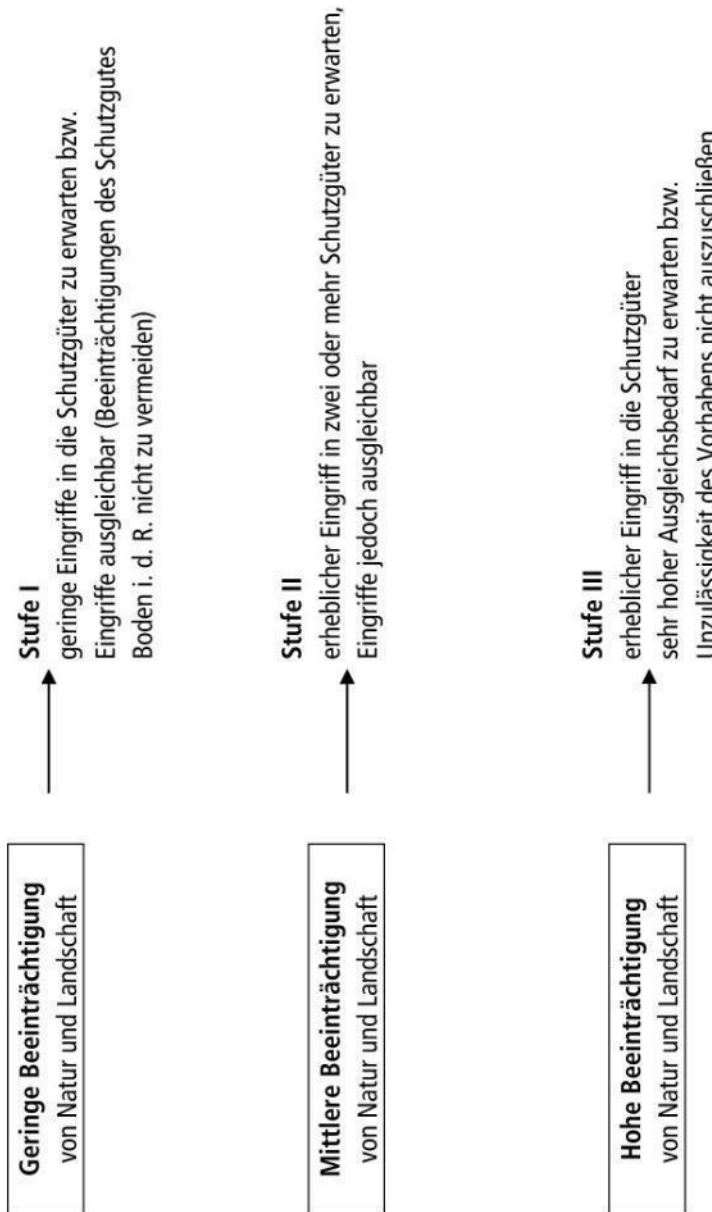 Geringe Beeinträchtigung
von Natur und Landschaft
Stufe I
geringe Eingriffe in die Schutzgüter zu erwarten bzw.
Eingriffe ausgleichbar (Beeinträchtigungen des Schutzgutes
Boden i. d. R. nicht zu vermeiden)
Mittlere Beeinträchtigung
von Natur und Landschaft
Stufe II
erheblicher Eingriff in zwei oder mehr Schutzgüter zu erwarten,
Eingriffe jedoch ausgleichbar
Hohe Beeinträchtigung
von Natur und Landschaft
Stufe III
erheblicher Eingriff in die Schutzgüter
sehr hoher Ausgleichsbedarf zu erwarten bzw.
Unzulässigkeit des Vorhabens nicht auszuschließen